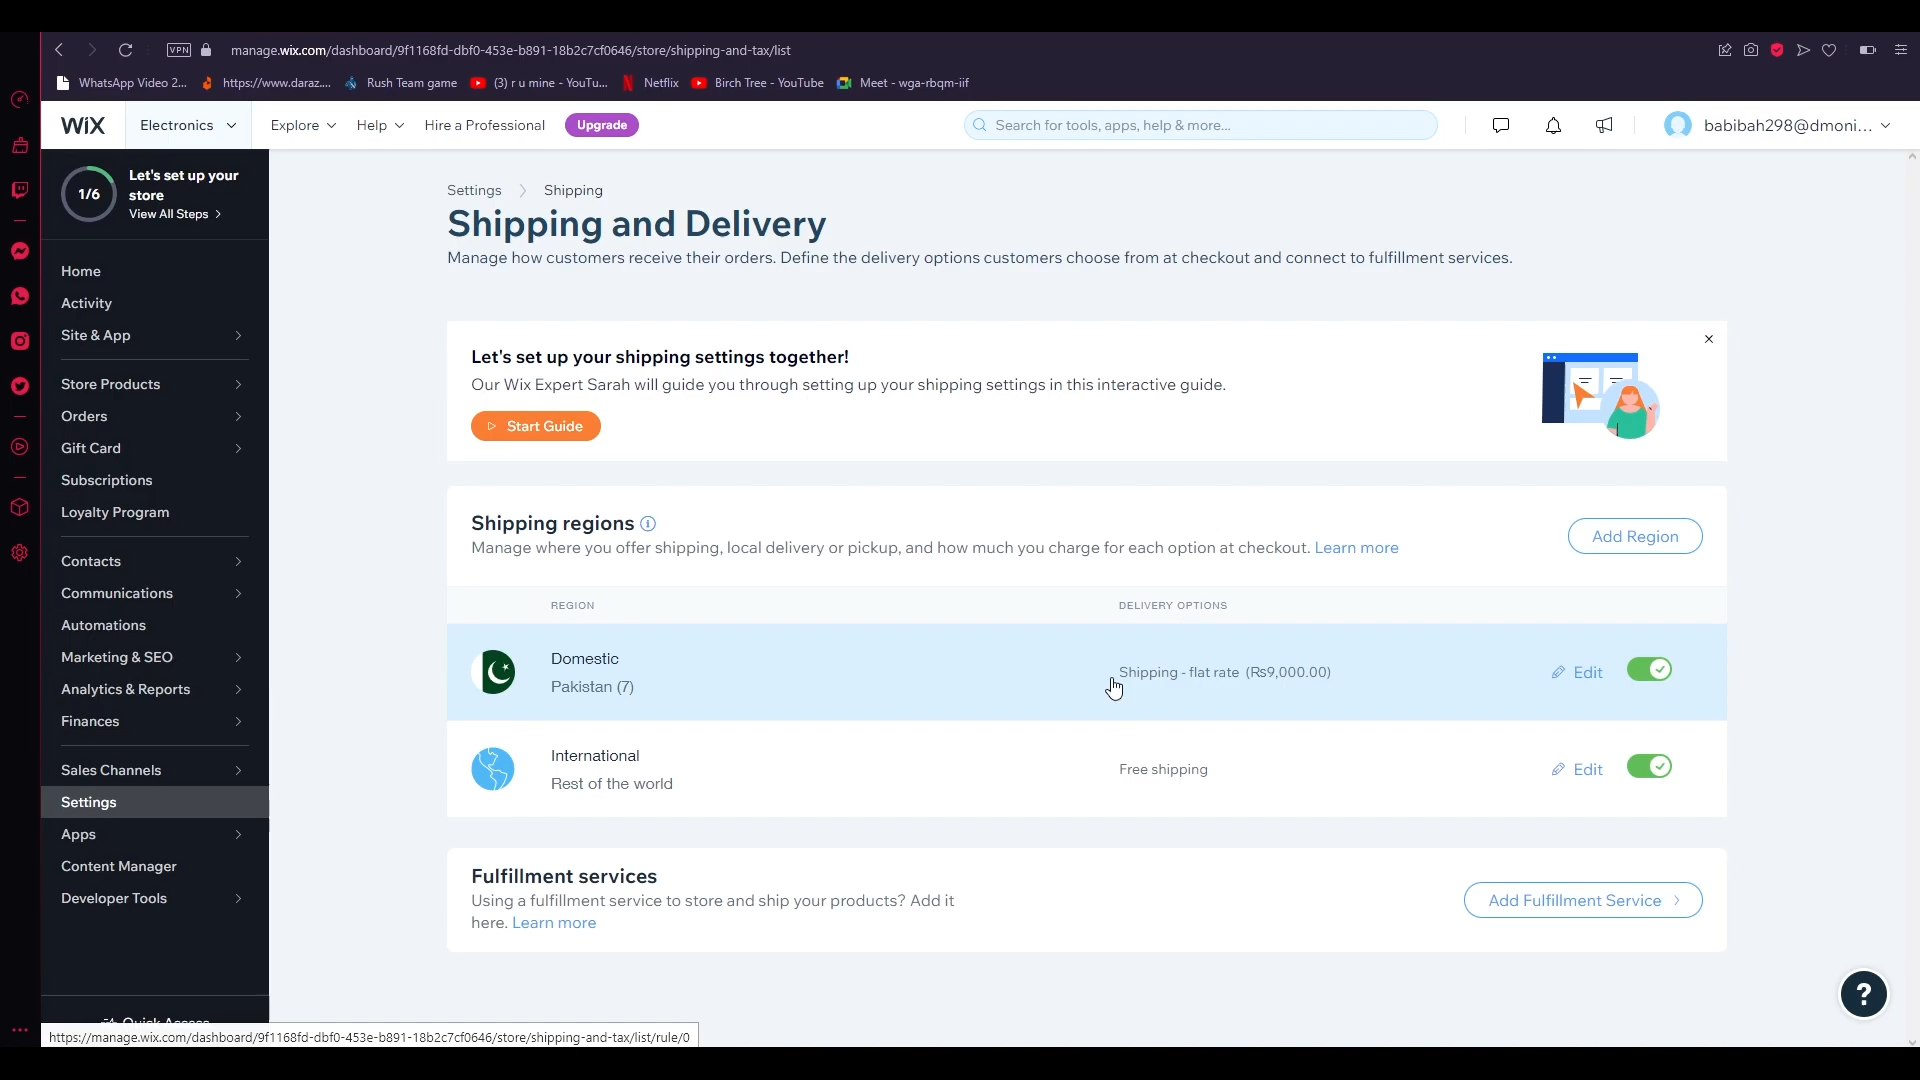 VPN manage.wix.com/dashboard/9f1168fd-dbf0-453e-b891-18b2c7cf0646/store/shipping-and-tax/list
WhatsApp Video 2... https://www.daraz.... Rush Team game (3) r u mine - YouTu... Netflix Birch Tree - YouTube Meet - wga-rbqm-iif
WiX Electronics Explore Help Hire a Professional Upgrade Search for tools, apps, help & more... babibah298@dmoni...
1/6
Let's set up your
store
View All Steps
Home
Activity
Site & App
Store Products
Orders
Gift Card
Subscriptions
Loyalty Program
Contacts
Communications
Automations
Marketing & SEO
Analytics & Reports
Finances
Sales Channels
Settings
Apps
Content Manager
Developer Tools
Quick Access
Settings Shipping
Shipping and Delivery
Manage how customers receive their orders. Define the delivery options customers choose from at checkout and connect to fulfillment services.
Let's set up your shipping settings together!
Our Wix Expert Sarah will guide you through setting up your shipping settings in this interactive guide.
Start Guide
Shipping regions
Manage where you offer shipping, local delivery or pickup, and how much you charge for each option at checkout. Learn more
Add Region
REGION DELIVERY OPTIONS
Domestic
Pakistan (7)
Shipping - flat rate (Rs9,000.00)
Edit
International
Rest of the world
Free shipping
Edit
Fulfillment services
Using a fulfillment service to store and ship your products? Add it
here. Learn more
Add Fulfillment Service
?
https://manage.wix.com/dashboard/9f1168fd-dbf0-453e-b891-18b2c7cf0646/store/shipping-and-tax/list/rule/0